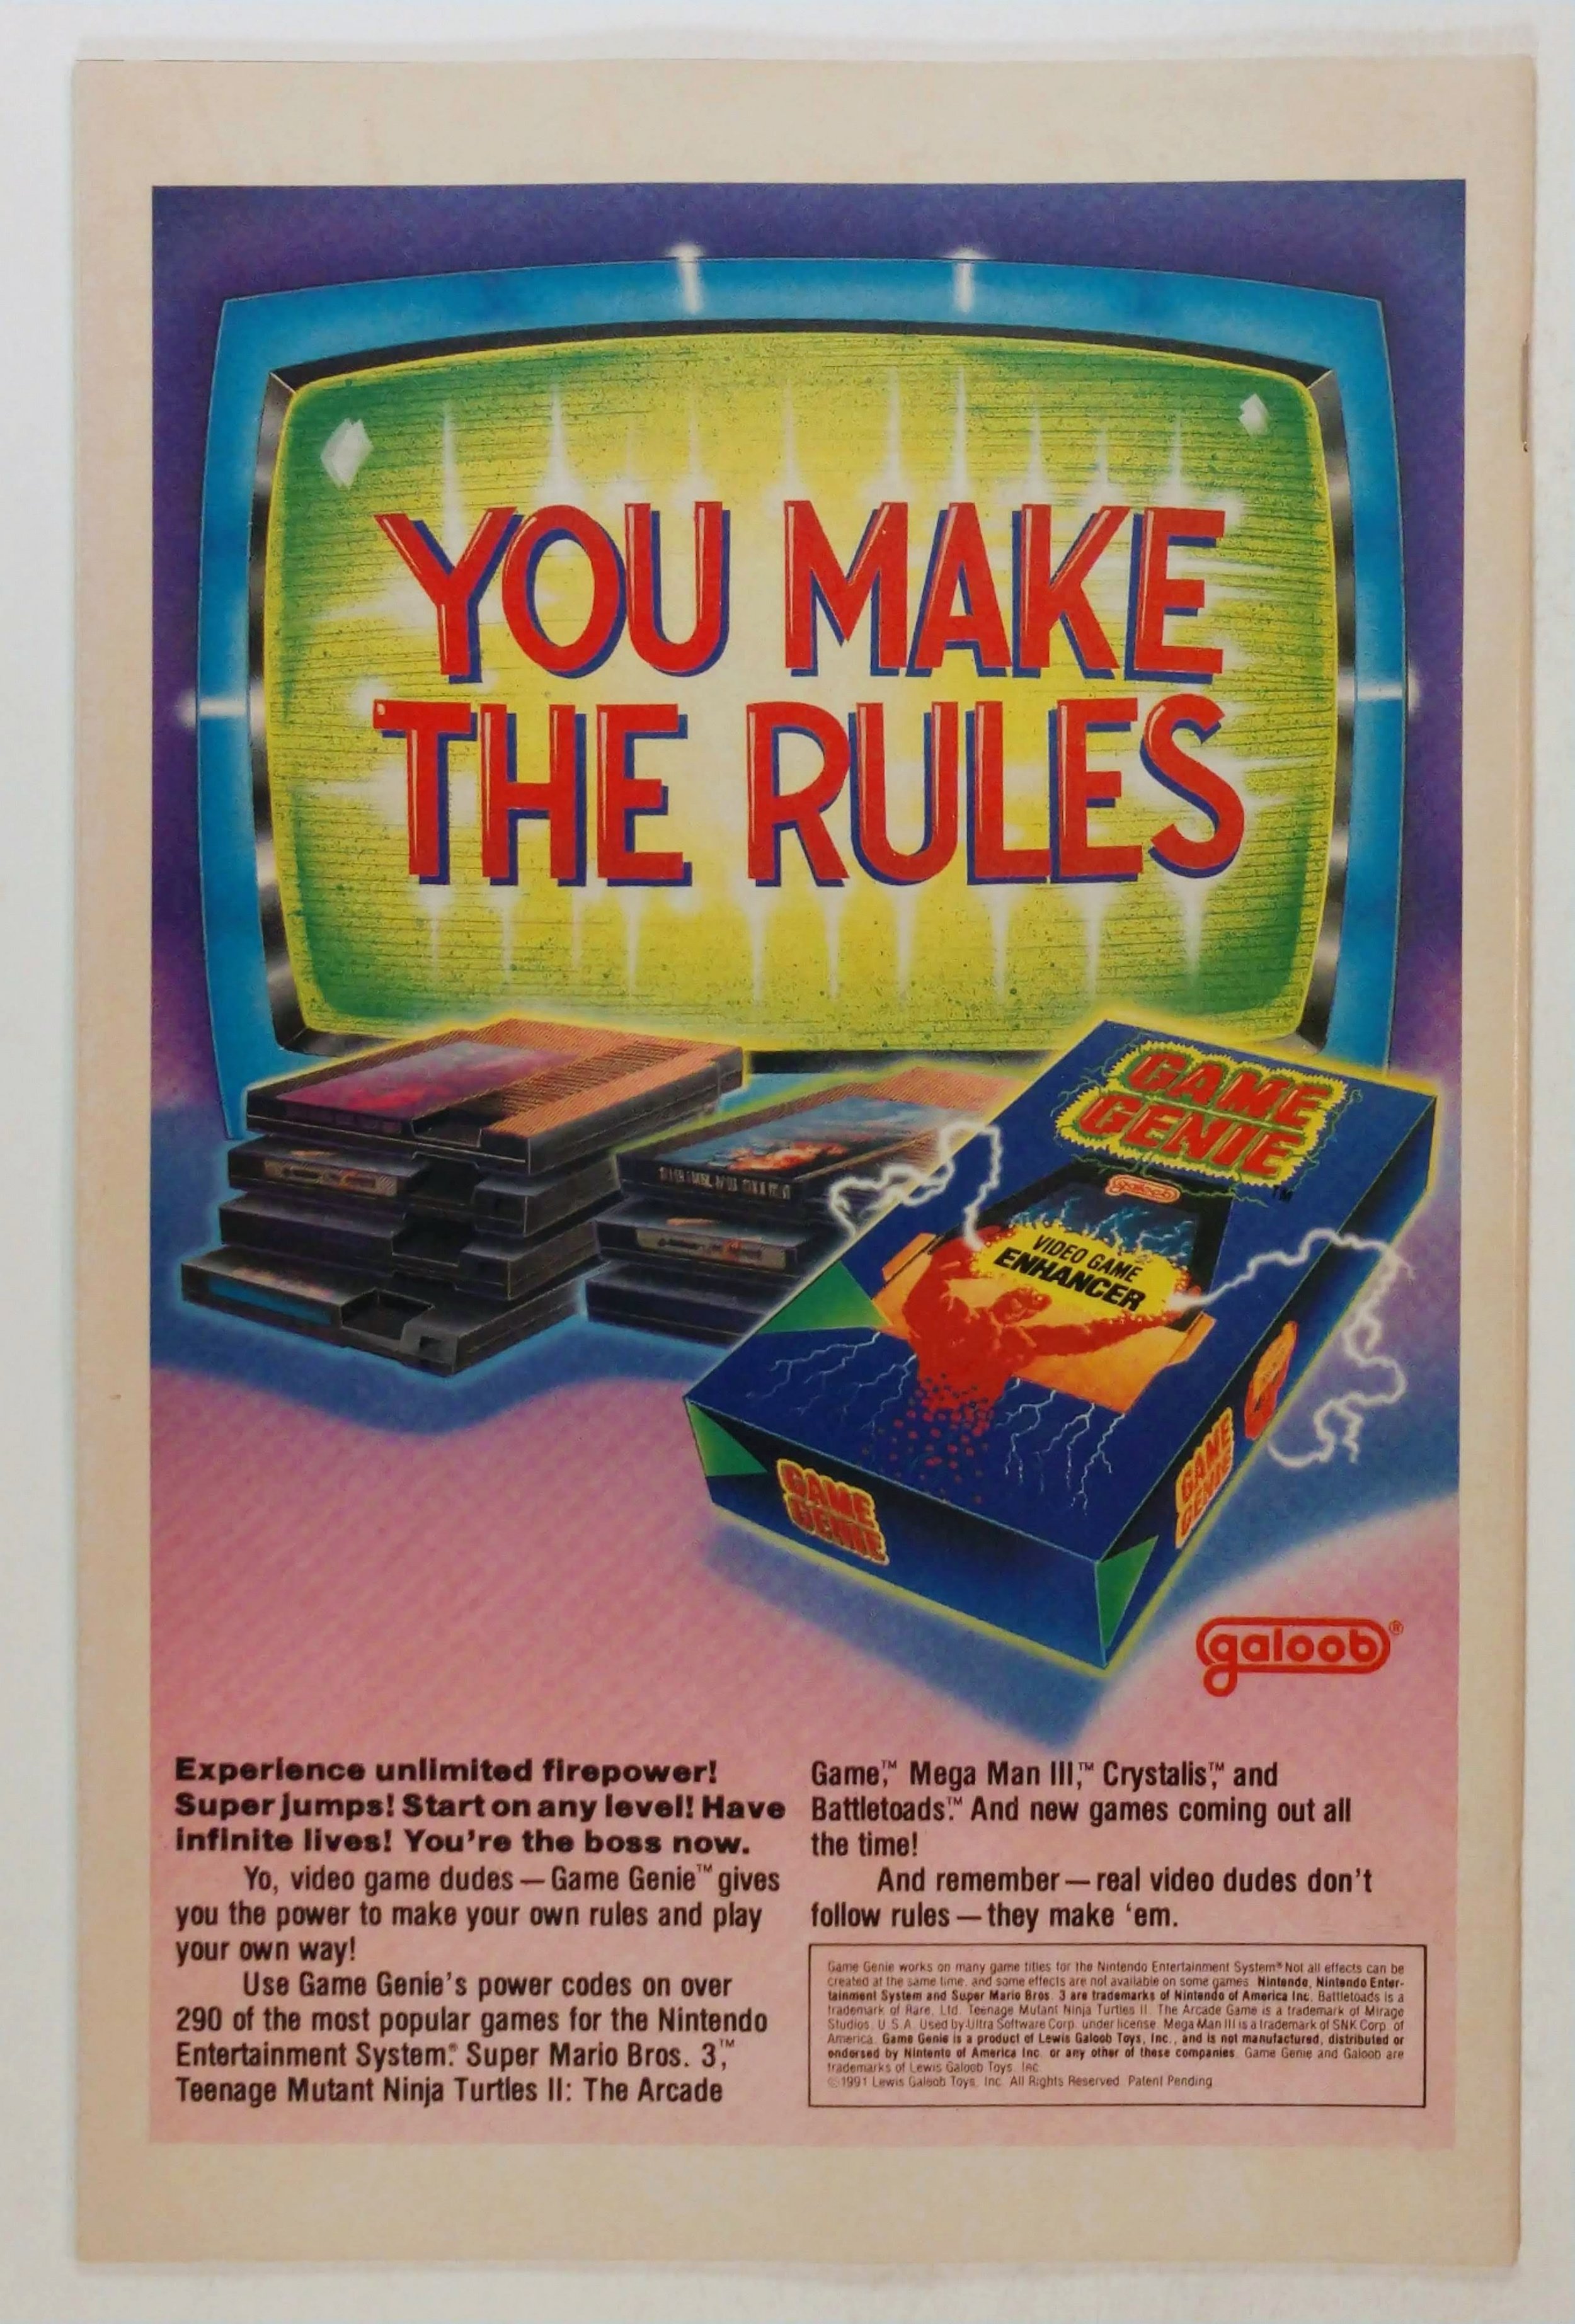 YOU MAKE
THE RULES
GAME
GENIE™
galoob
VIDEO GAME
ENHANCER
GAME
GENIE
GAME
GENIE
galoob®
Experience unlimited firepower!
Super jumps! Start on any level! Have
infinite lives! You're the boss now.
Yo, video game dudes — Game Genie™ gives
you the power to make your own rules and play
your own way!
Use Game Genie's power codes on over
290 of the most popular games for the Nintendo
Entertainment System.® Super Mario Bros. 3,™
Teenage Mutant Ninja Turtles II: The Arcade
Game,™ Mega Man III,™ Crystalis,™ and
Battletoads.™ And new games coming out all
the time!
And remember — real video dudes don't
follow rules — they make 'em.
Game Genie works on many game titles for the Nintendo Entertainment System® Not all effects can be
created at the same time, and some effects are not available on some games. Nintendo, Nintendo Enter-
tainment System and Super Mario Bros. 3 are trademarks of Nintendo of America Inc. Battletoads is a
trademark of Rare, Ltd. Teenage Mutant Ninja Turtles II. The Arcade Game is a trademark of Mirage
Studios, U.S.A. Used by Ultra Software Corp. under license. Mega Man III is a trademark of SNK Corp. of
America. Game Genie is a product of Lewis Galoob Toys, Inc., and is not manufactured, distributed or
endorsed by Nintendo of America Inc. or any other of these companies. Game Genie and Galoob are
trademarks of Lewis Galoob Toys, Inc.
©1991 Lewis Galoob Toys, Inc. All Rights Reserved. Patent Pending